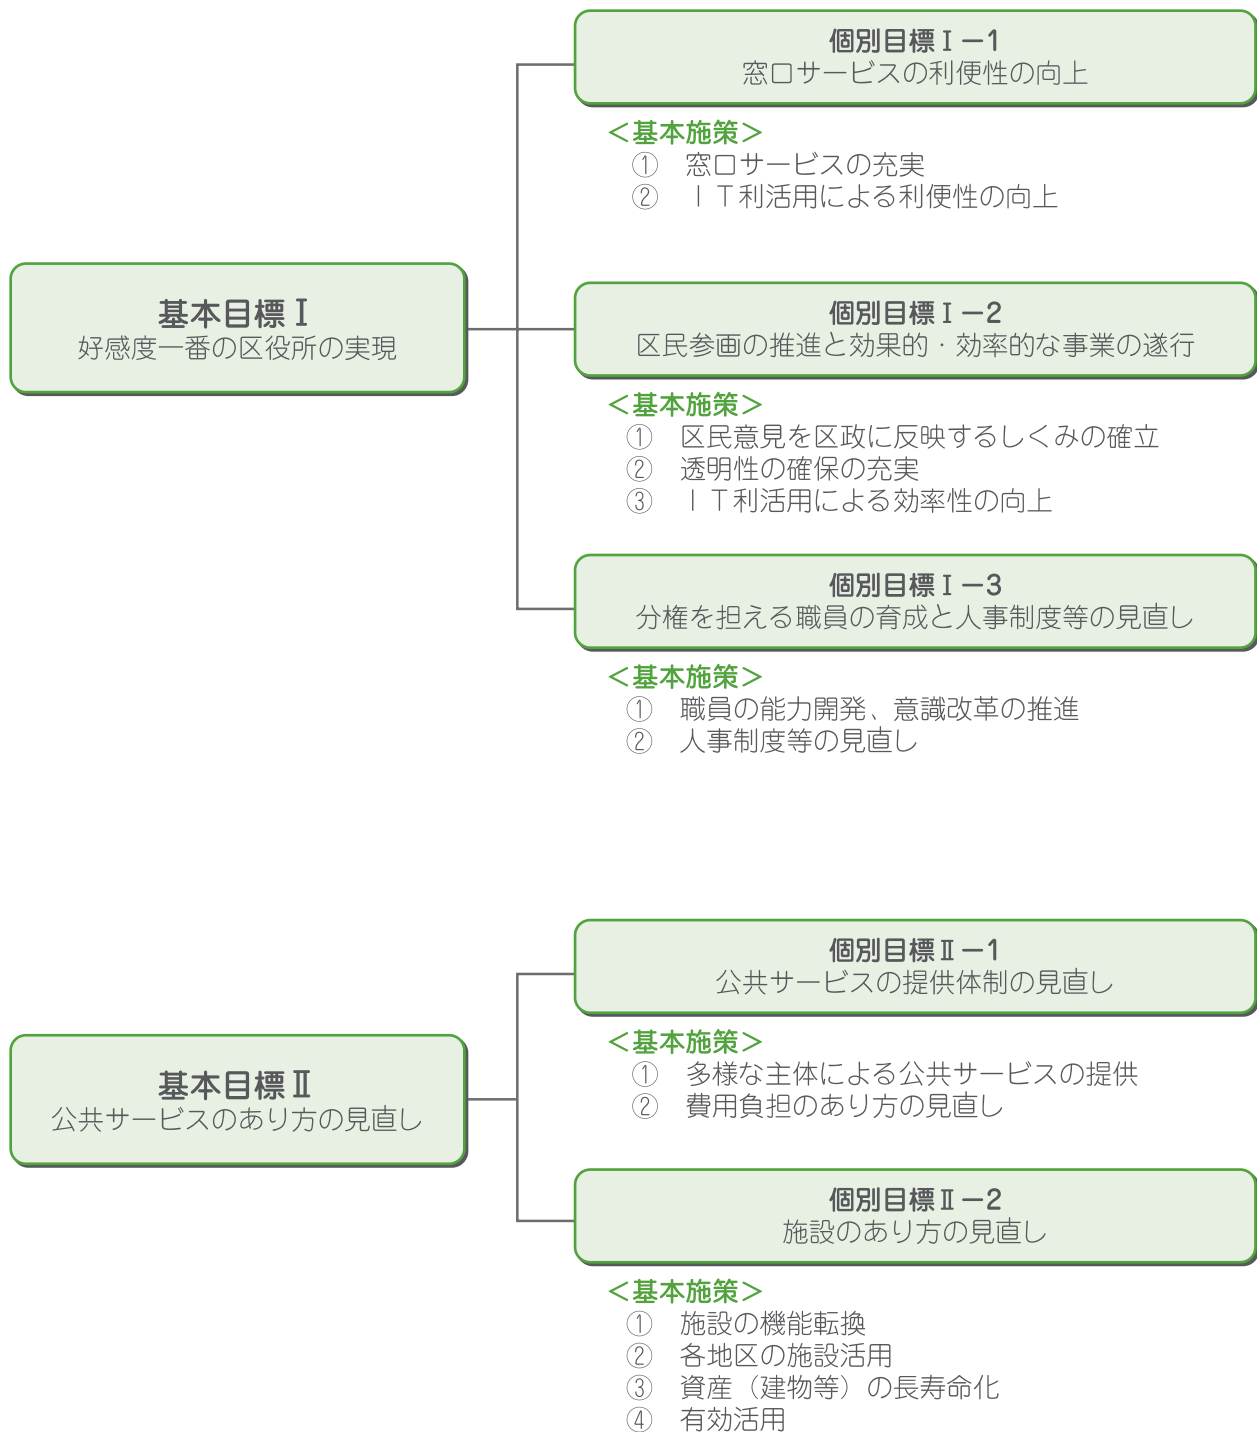 個別目標Ⅰ－1
窓口サービスの利便性の向上
＜基本施策＞
①　窓口サービスの充実
②　ＩＴ利活用による利便性の向上
基本目標Ⅰ
好感度一番の区役所の実現
個別目標Ⅰ－2
区民参画の推進と効果的・効率的な事業の遂行
＜基本施策＞
①　区民意見を区政に反映するしくみの確立
②　透明性の確保の充実
③　ＩＴ利活用による効率性の向上
個別目標Ⅰ－3
分権を担える職員の育成と人事制度等の見直し
＜基本施策＞
①　職員の能力開発、意識改革の推進
②　人事制度等の見直し
個別目標Ⅱ－1
公共サービスの提供体制の見直し
＜基本施策＞
①　多様な主体による公共サービスの提供
②　費用負担のあり方の見直し
基本目標Ⅱ
公共サービスのあり方の見直し
個別目標Ⅱ－2
施設のあり方の見直し
＜基本施策＞
①　施設の機能転換
②　各地区の施設活用
③　資産（建物等）の長寿命化
④　有効活用